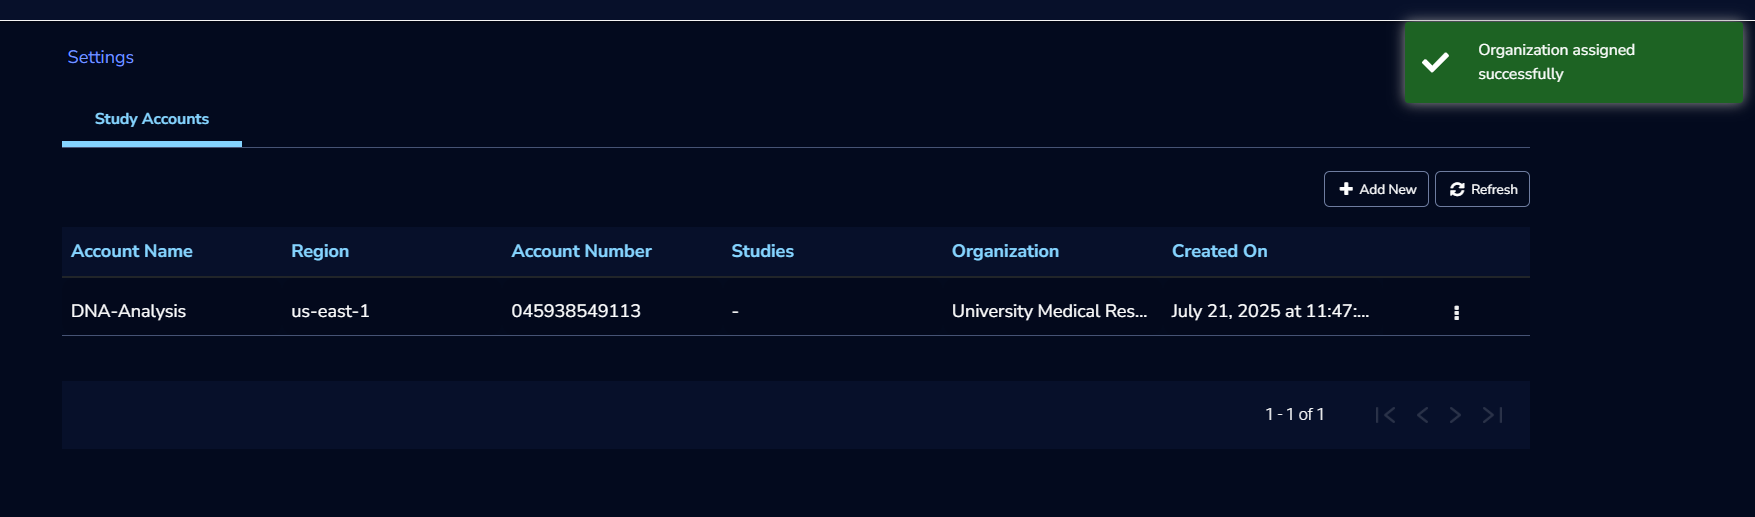 Settings
Organization assigned
successfully
Study Accounts
Add New
Refresh
Account Name Region Account Number Studies Organization Created On
DNA-Analysis us-east-1 045938549113 - University Medical Res... July 21, 2025 at 11:47:...
1 - 1 of 1